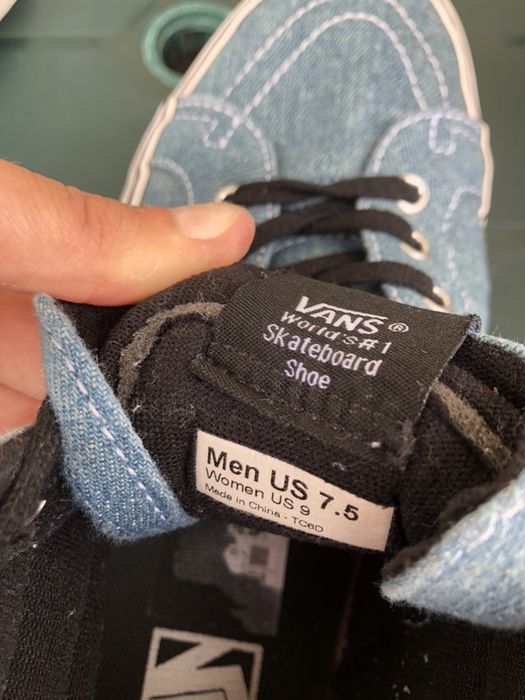 VANS®
World's#1
Skateboard
Shoe
Men US 7.5
Women US 9
Made in China - TC6D